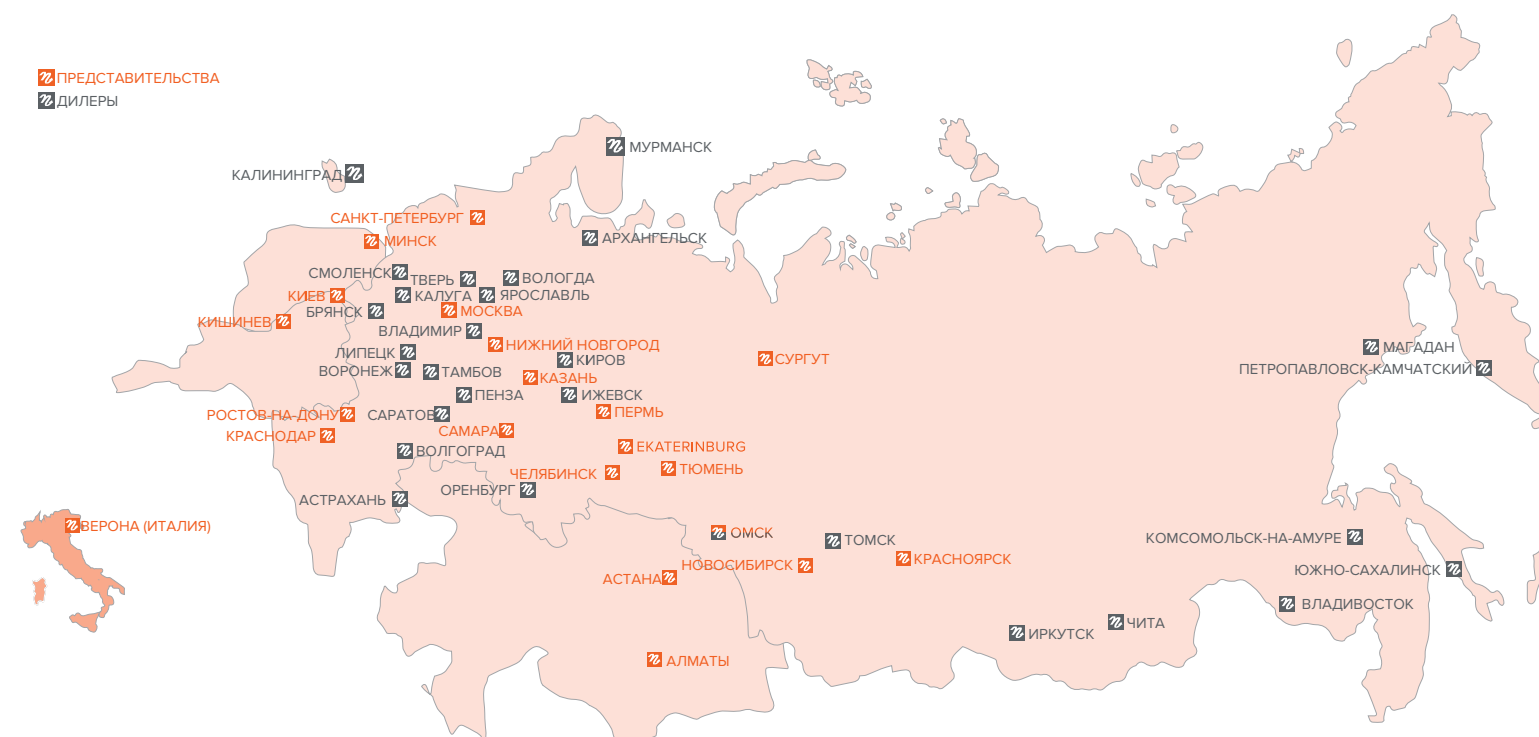 ПРЕДСТАВИТЕЛЬСТВА
ДИЛЕРЫ
МУРМАНСК
КАЛИНИНГРАД
САНКТ-ПЕТЕРБУРГ
МИНСК
АРХАНГЕЛЬСК
СМОЛЕНСК
ТВЕРЬ
ВОЛОГДА
КИЕВ
КАЛУГА
ЯРОСЛАВЛЬ
БРЯНСК
МОСКВА
КИШИНЕВ
ВЛАДИМИР
НИЖНИЙ НОВГОРОД
ЛИПЕЦК
КИРОВ
СУРГУТ
МАГАДАН
ВОРОНЕЖ
ТАМБОВ
КАЗАНЬ
ПЕТРОПАВЛОВСК-КАМЧАТСКИЙ
ПЕНЗА
ИЖЕВСК
РОСТОВ-НА-ДОНУ
САРАТОВ
ПЕРМЬ
КРАСНОДАР
САМАРА
ВОЛГОГРАД
EKATERINBURG
ЧЕЛЯБИНСК
ТЮМЕНЬ
ОРЕНБУРГ
АСТРАХАНЬ
ВЕРОНА (ИТАЛИЯ)
ОМСК
ТОМСК
КОМСОМОЛЬСК-НА-АМУРЕ
НОВОСИБИРСК
КРАСНОЯРСК
ЮЖНО-САХАЛИНСК
АСТАНА
ВЛАДИВОСТОК
ИРКУТСК
ЧИТА
АЛМАТЫ